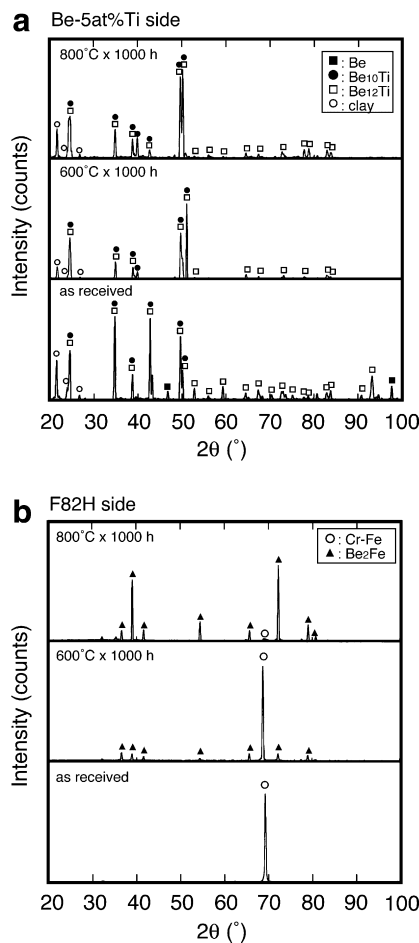 a Be-5at%Ti side
800˚C x 1000 h
■ : Be
● : Be₁₀Ti
□ : Be₁₂Ti
○ : clay
600˚C x 1000 h
as received
Intensity (counts)
20 30 40 50 60 70 80 90 100
2θ (˚)
b F82H side
800˚C x 1000 h
○ : Cr-Fe
▲ : Be₂Fe
600˚C x 1000 h
as received
Intensity (counts)
20 30 40 50 60 70 80 90 100
2θ (˚)